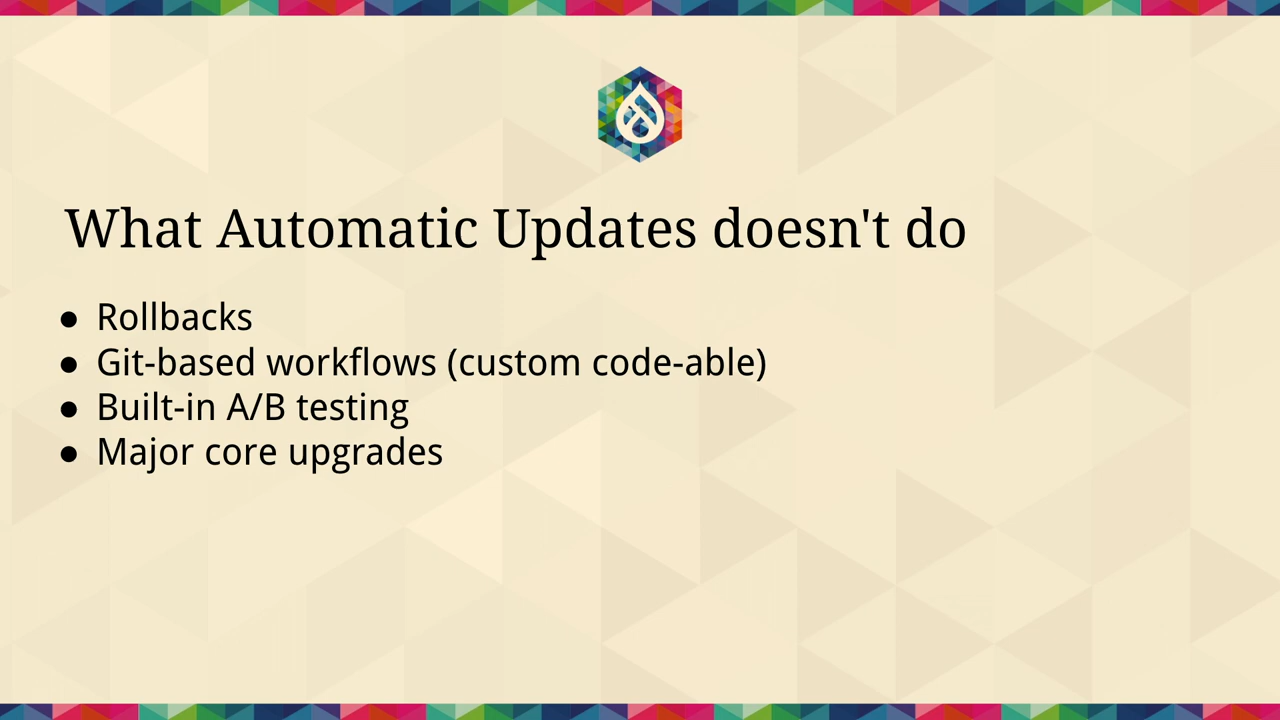 What Automatic Updates doesn't do
● Rollbacks
● Git-based workflows (custom code-able)
● Built-in A/B testing
● Major core upgrades